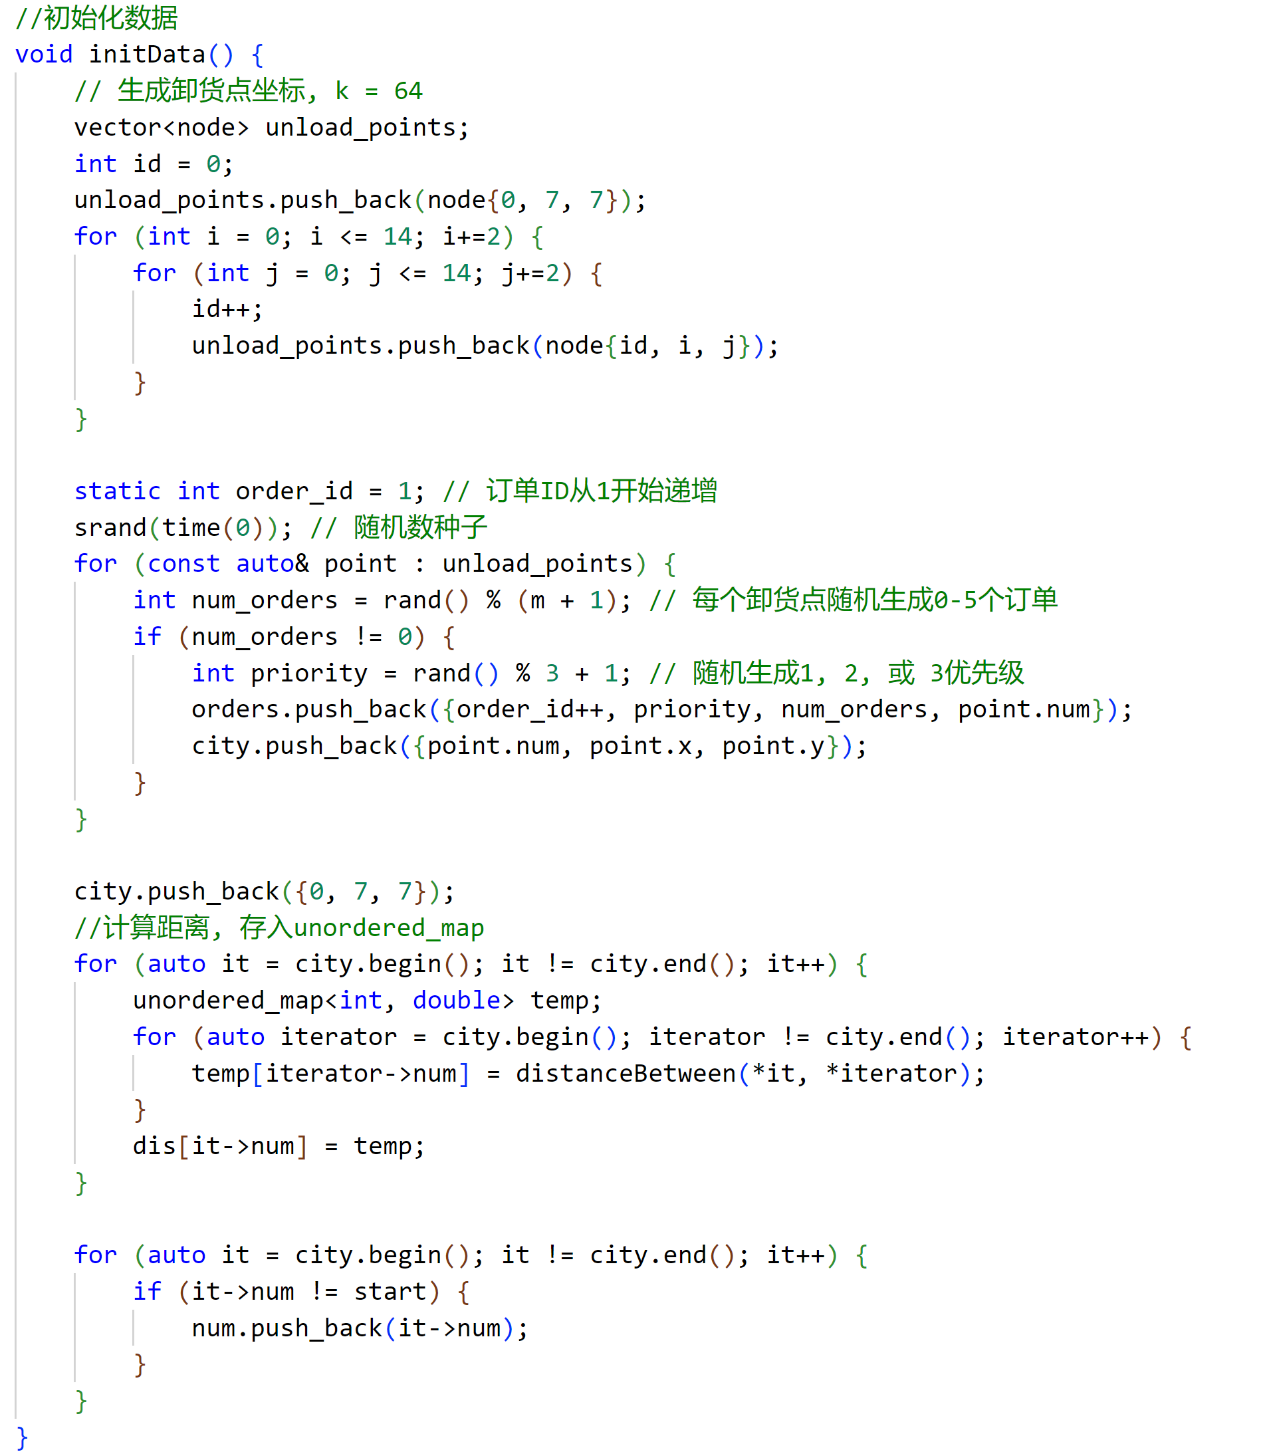 //初始化数据
void initData() {
    // 生成卸货点坐标, k = 64
    vector<node> unload_points;
    int id = 0;
    unload_points.push_back(node{0, 7, 7});
    for (int i = 0; i <= 14; i+=2) {
        for (int j = 0; j <= 14; j+=2) {
            id++;
            unload_points.push_back(node{id, i, j});
        }
    }

    static int order_id = 1; // 订单ID从1开始递增
    srand(time(0)); // 随机数种子
    for (const auto& point : unload_points) {
        int num_orders = rand() % (m + 1); // 每个卸货点随机生成0-5个订单
        if (num_orders != 0) {
            int priority = rand() % 3 + 1; // 随机生成1, 2, 或 3优先级
            orders.push_back({order_id++, priority, num_orders, point.num});
            city.push_back({point.num, point.x, point.y});
        }
    }

    city.push_back({0, 7, 7});
    //计算距离, 存入unordered_map
    for (auto it = city.begin(); it != city.end(); it++) {
        unordered_map<int, double> temp;
        for (auto iterator = city.begin(); iterator != city.end(); iterator++) {
            temp[iterator->num] = distanceBetween(*it, *iterator);
        }
        dis[it->num] = temp;
    }

    for (auto it = city.begin(); it != city.end(); it++) {
        if (it->num != start) {
            num.push_back(it->num);
        }
    }
}